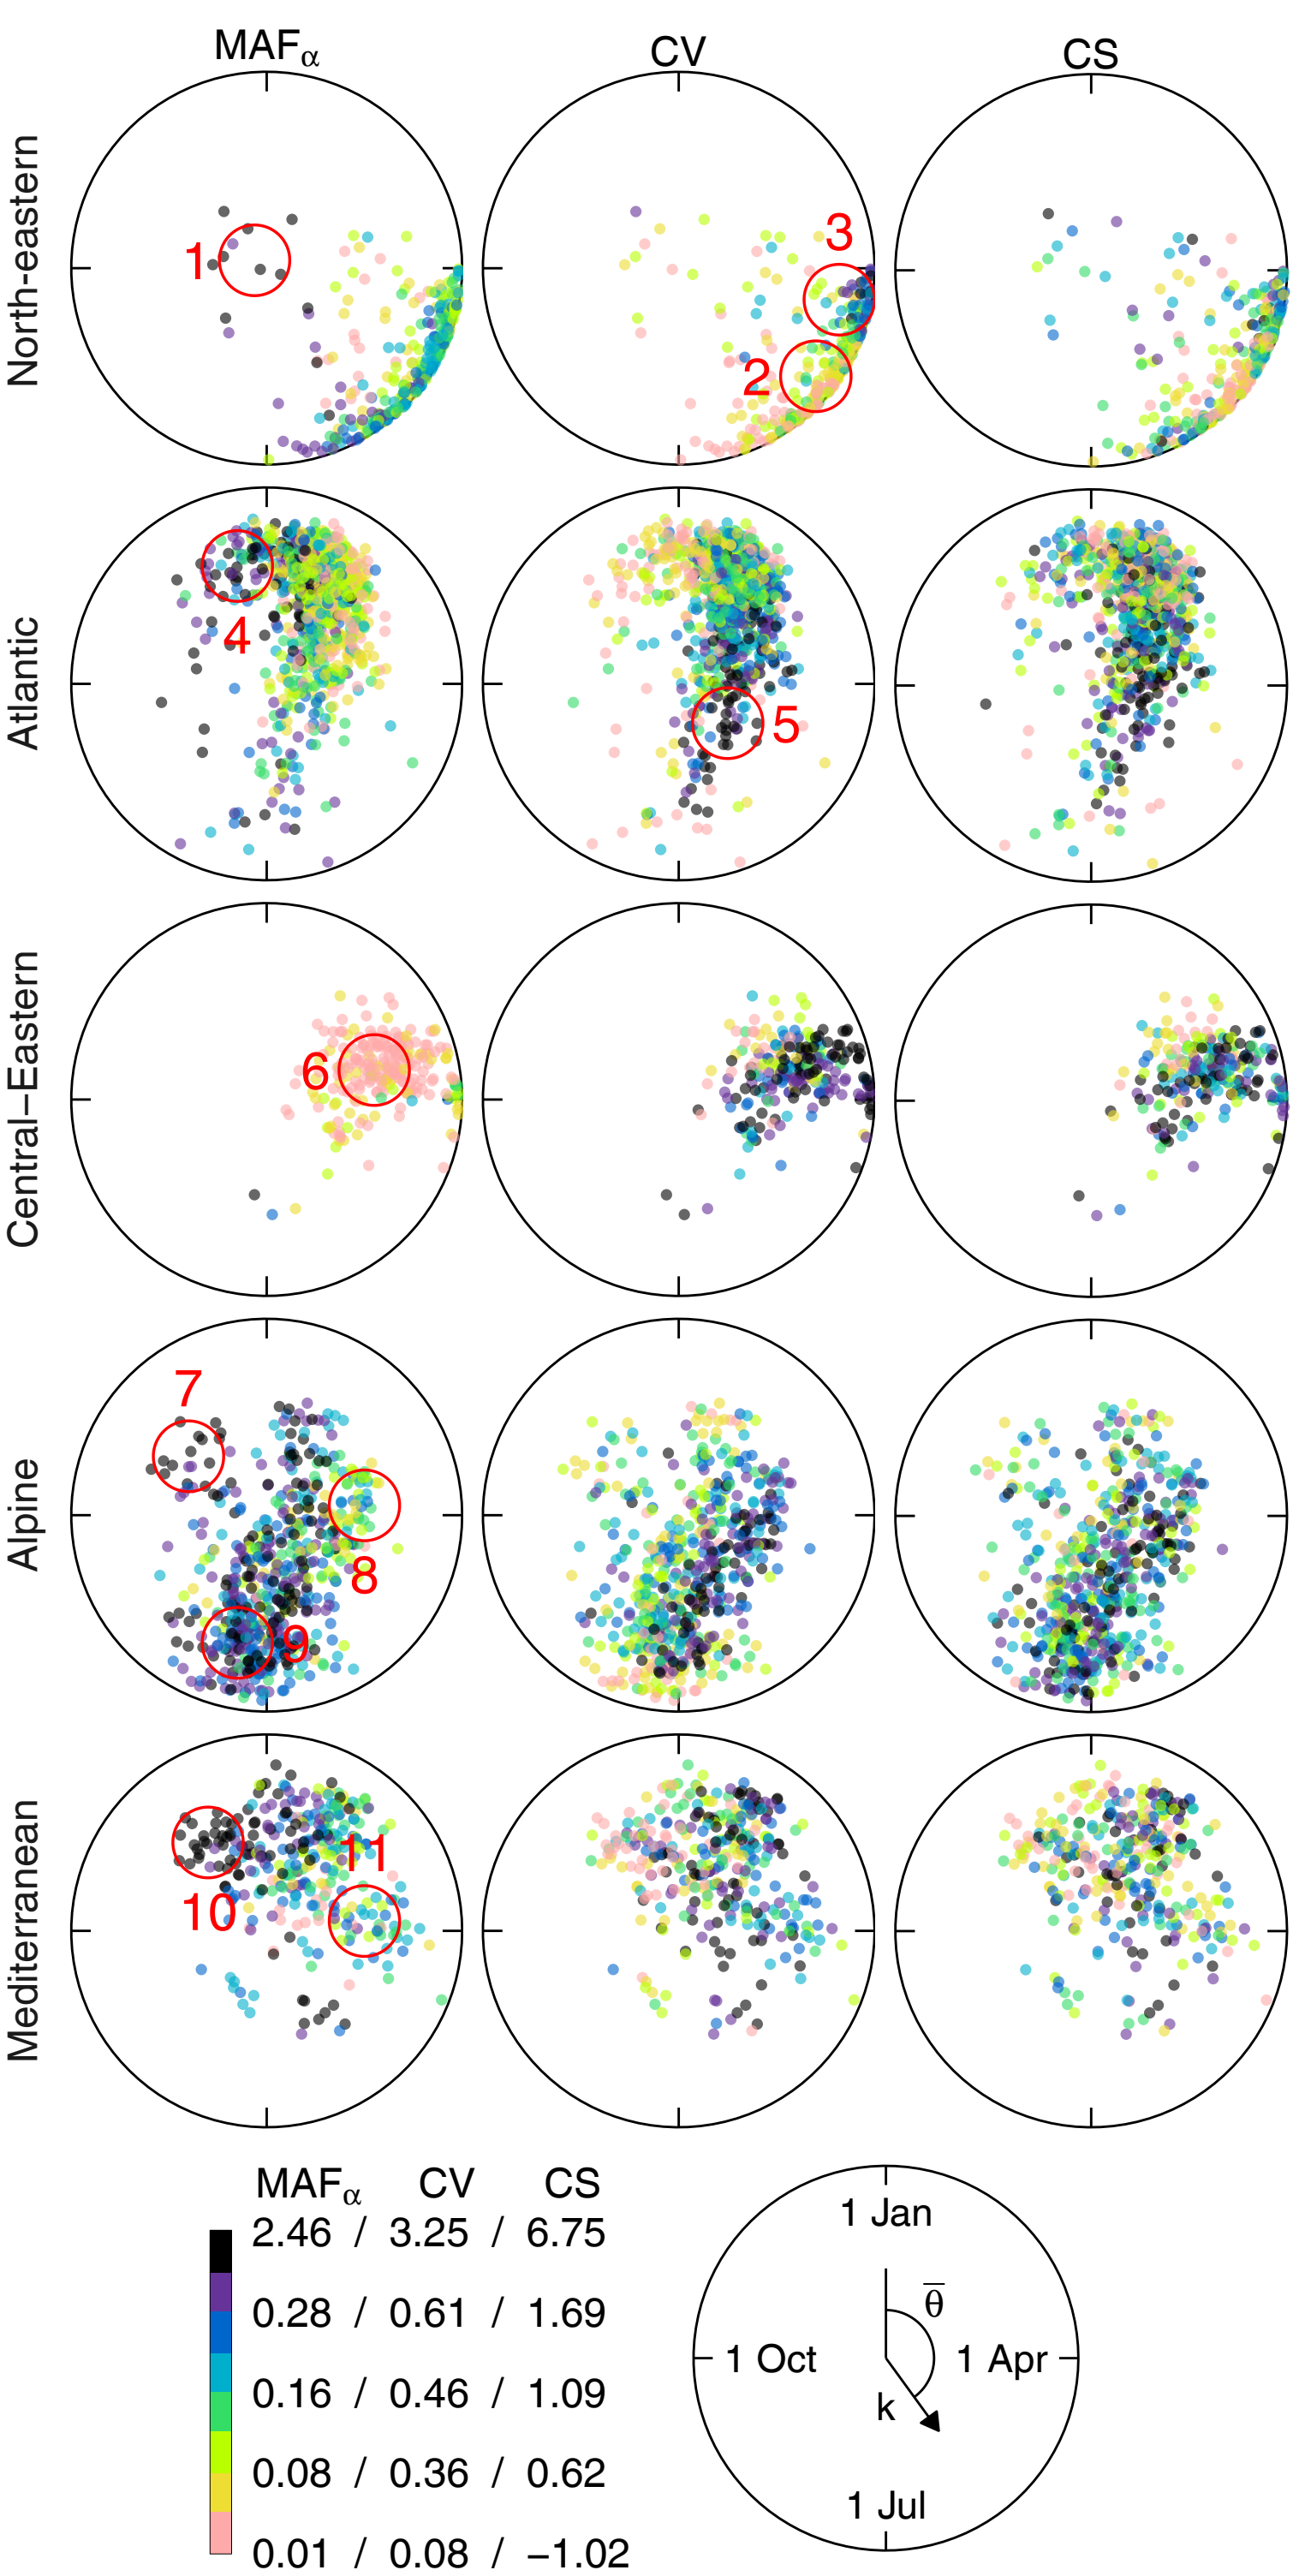 MAFα CV CS
North-eastern
1
3
2
Atlantic
4
5
Central–Eastern
6
Alpine
7
8
9
Mediterranean
11
10
MAFα CV CS
2.46 / 3.25 / 6.75
0.28 / 0.61 / 1.69
0.16 / 0.46 / 1.09
0.08 / 0.36 / 0.62
0.01 / 0.08 / −1.02
1 Jan
θ̅
1 Oct 1 Apr
k
1 Jul